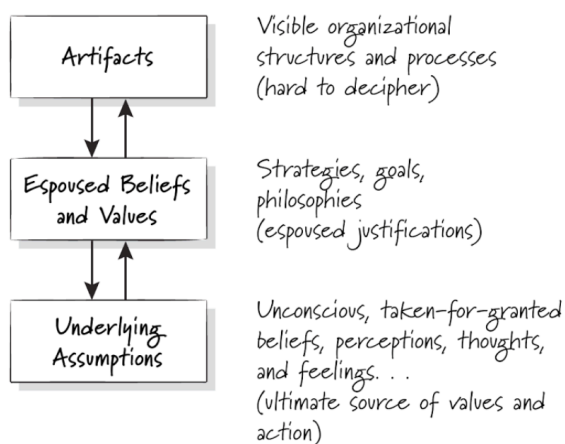 Artifacts
Visible organizational
structures and processes
(hard to decipher)
Espoused Beliefs
and Values
Strategies, goals,
philosophies
(espoused justifications)
Underlying
Assumptions
Unconscious, taken-for-granted
beliefs, perceptions, thoughts,
and feelings. . .
(ultimate source of values and
action)